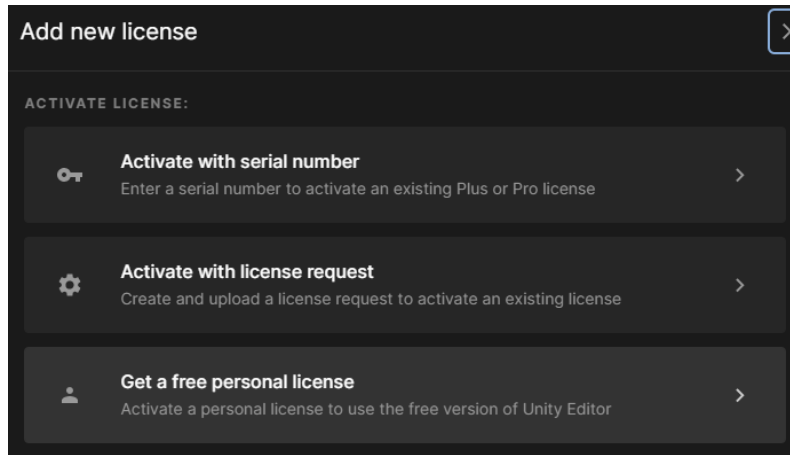 Add new license
ACTIVATE LICENSE:
Activate with serial number
Enter a serial number to activate an existing Plus or Pro license
Activate with license request
Create and upload a license request to activate an existing license
Get a free personal license
Activate a personal license to use the free version of Unity Editor